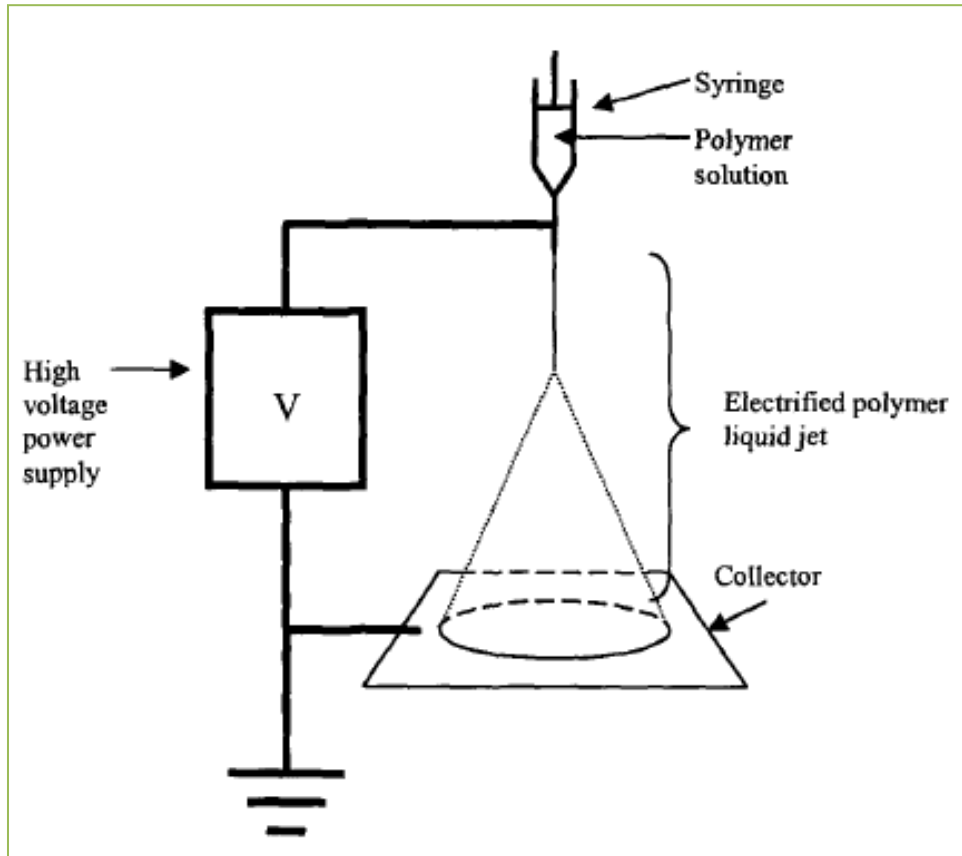 Syringe
Polymer
solution
High
voltage
power
supply
V
Electrified polymer
liquid jet
Collector